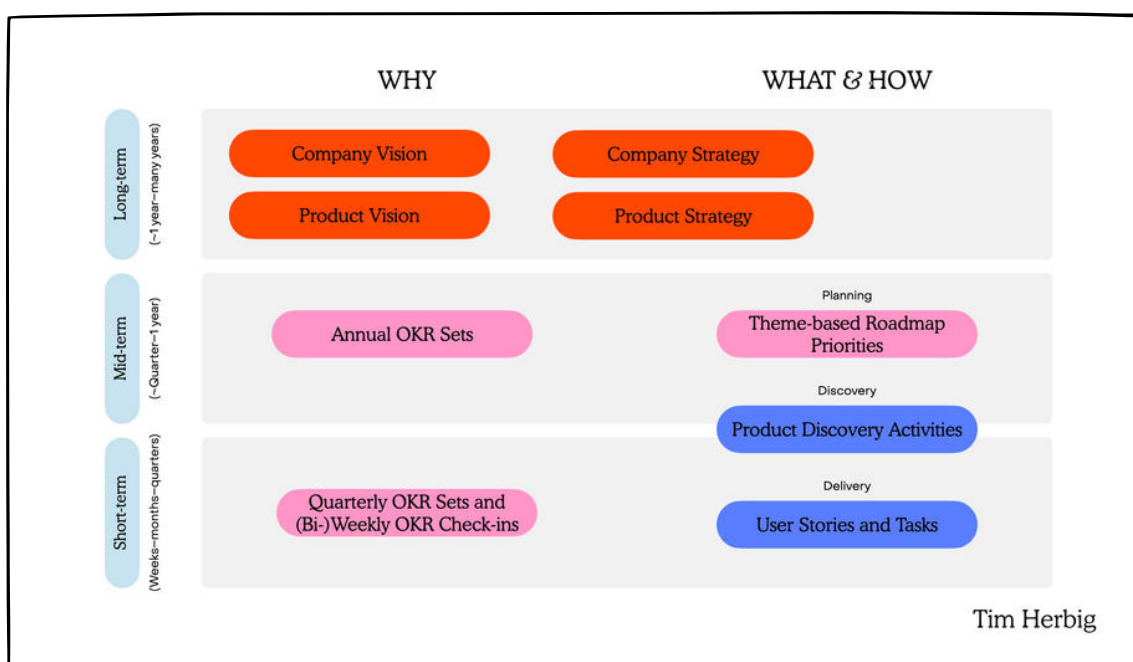 WHY
WHAT & HOW
Long-term
(~1 year–many years)
Company Vision
Company Strategy
Product Vision
Product Strategy
Mid-term
(~Quarter–1 year)
Planning
Annual OKR Sets
Theme-based Roadmap
Priorities
Discovery
Product Discovery Activities
Short-term
(Weeks–months–quarters)
Delivery
Quarterly OKR Sets and
(Bi-)Weekly OKR Check-ins
User Stories and Tasks
Tim Herbig